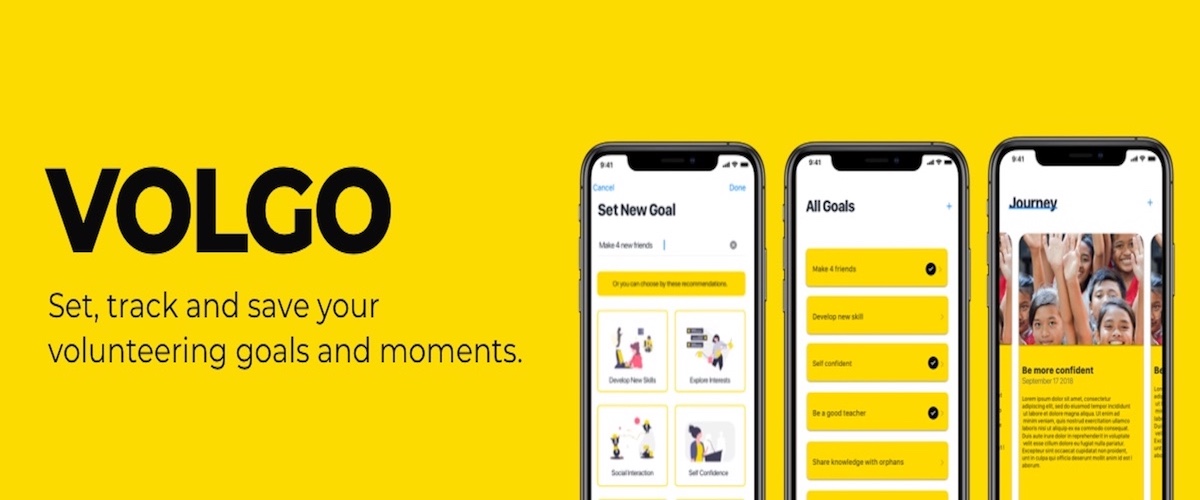 VOLGO
Set, track and save your
volunteering goals and moments.
9:41
Cancel
Done
Set New Goal
Make 4 new friends
Or you can choose by these recommendations.
Develop New Skills
Explore Interests
Social Interaction
Self Confidence
9:41
All Goals
+
Make 4 friends
Develop new skill
Self confident
Be a good teacher
Share knowledge with orphans
9:41
Journey
+
Be more confident
September 17 2018
Lorem ipsum dolor sit amet, consectetur
adipiscing elit, sed do eiusmod tempor incididunt
ut labore et dolore magna aliqua. Ut enim ad
minim veniam, quis nostrud exercitation ullamco
laboris nisi ut aliquip ex ea commodo consequat.
Duis aute irure dolor in reprehenderit in voluptate
velit esse cillum dolore eu fugiat nulla pariatur.
Excepteur sint occaecat cupidatat non proident,
sunt in culpa qui officia deserunt mollit anim id est l
aborum